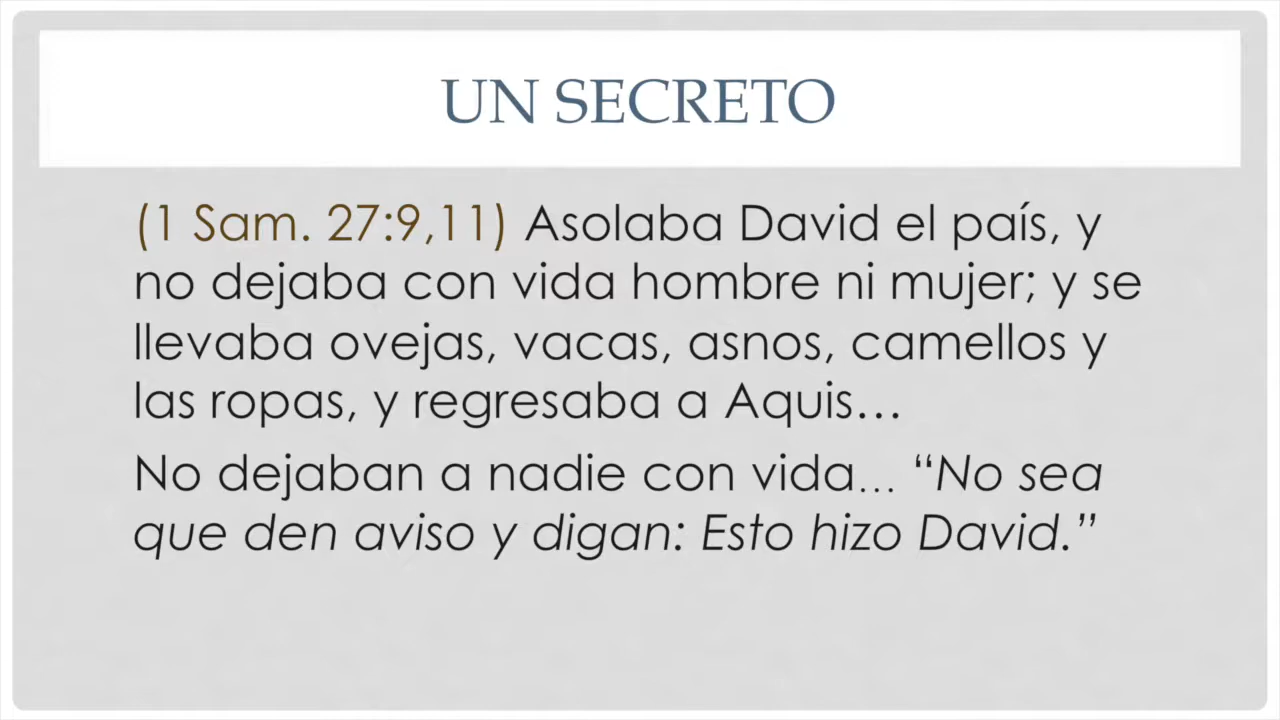 UN SECRETO
(1 Sam. 27:9,11) Asolaba David el país, y
no dejaba con vida hombre ni mujer; y se
llevaba ovejas, vacas, asnos, camellos y
las ropas, y regresaba a Aquis…
No dejaban a nadie con vida… “No sea
que den aviso y digan: Esto hizo David.”